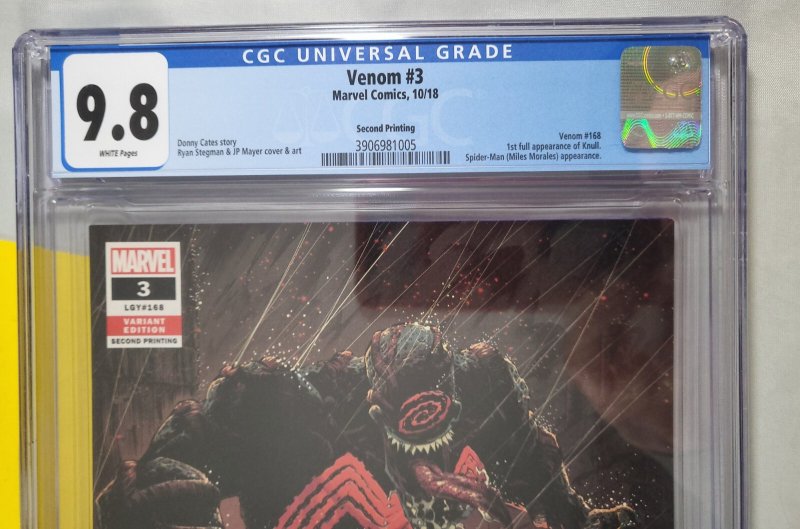 CGC UNIVERSAL GRADE
9.8
WHITE Pages
Venom #3
Marvel Comics, 10/18
Second Printing
Donny Cates story
Ryan Stegman & JP Mayer cover & art
3906981005
Venom #168
1st full appearance of Knull.
Spider-Man (Miles Morales) appearance.
MARVEL
3
LGY#168
VARIANT
EDITION
SECOND PRINTING